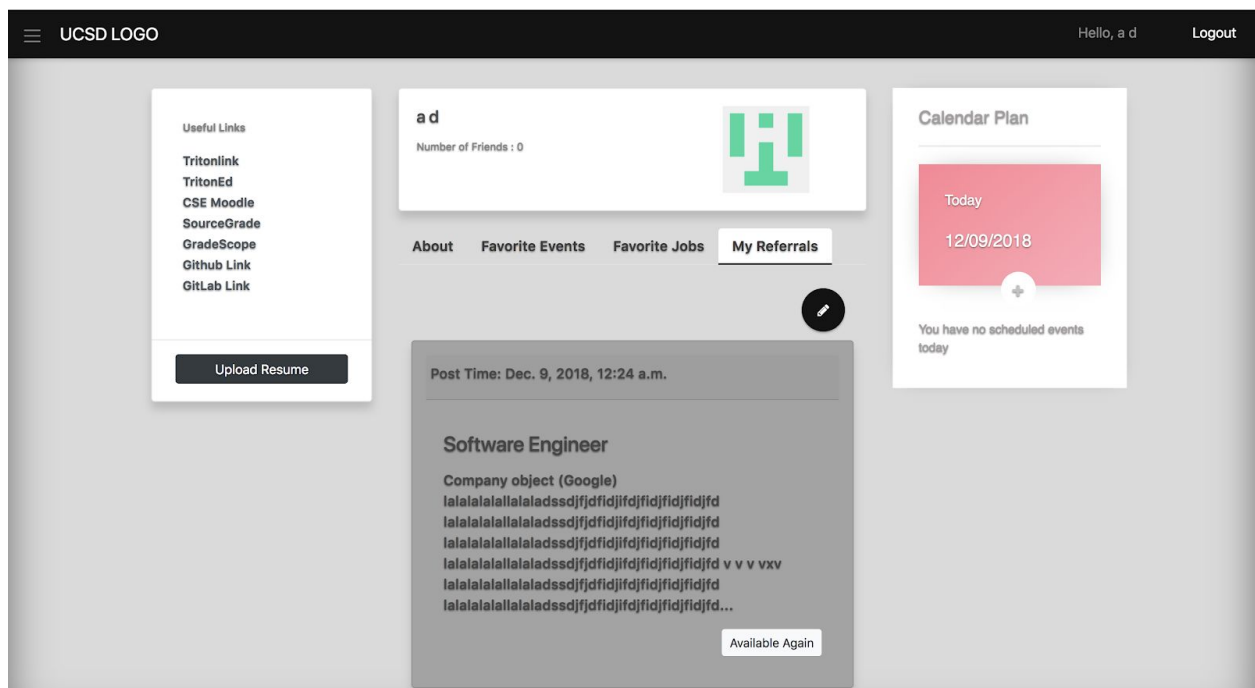 UCSD LOGO
Hello, a d
Logout
Useful Links
Tritonlink
TritonEd
CSE Moodle
SourceGrade
GradeScope
Github Link
GitLab Link
Upload Resume
a d
Number of Friends : 0
About
Favorite Events
Favorite Jobs
My Referrals
Post Time: Dec. 9, 2018, 12:24 a.m.
Software Engineer
Company object (Google)
lalalalalallalaladssdjfjdfidjifdjfidjfidjfidjfd
lalalalalallalaladssdjfjdfidjifdjfidjfidjfidjfd
lalalalalallalaladssdjfjdfidjifdjfidjfidjfidjfd
lalalalalallalaladssdjfjdfidjifdjfidjfidjfidjfd v v v vxv
lalalalalallalaladssdjfjdfidjifdjfidjfidjfidjfd
lalalalalallalaladssdjfjdfidjifdjfidjfidjfidjfd...
Available Again
Calendar Plan
Today
12/09/2018
You have no scheduled events
today